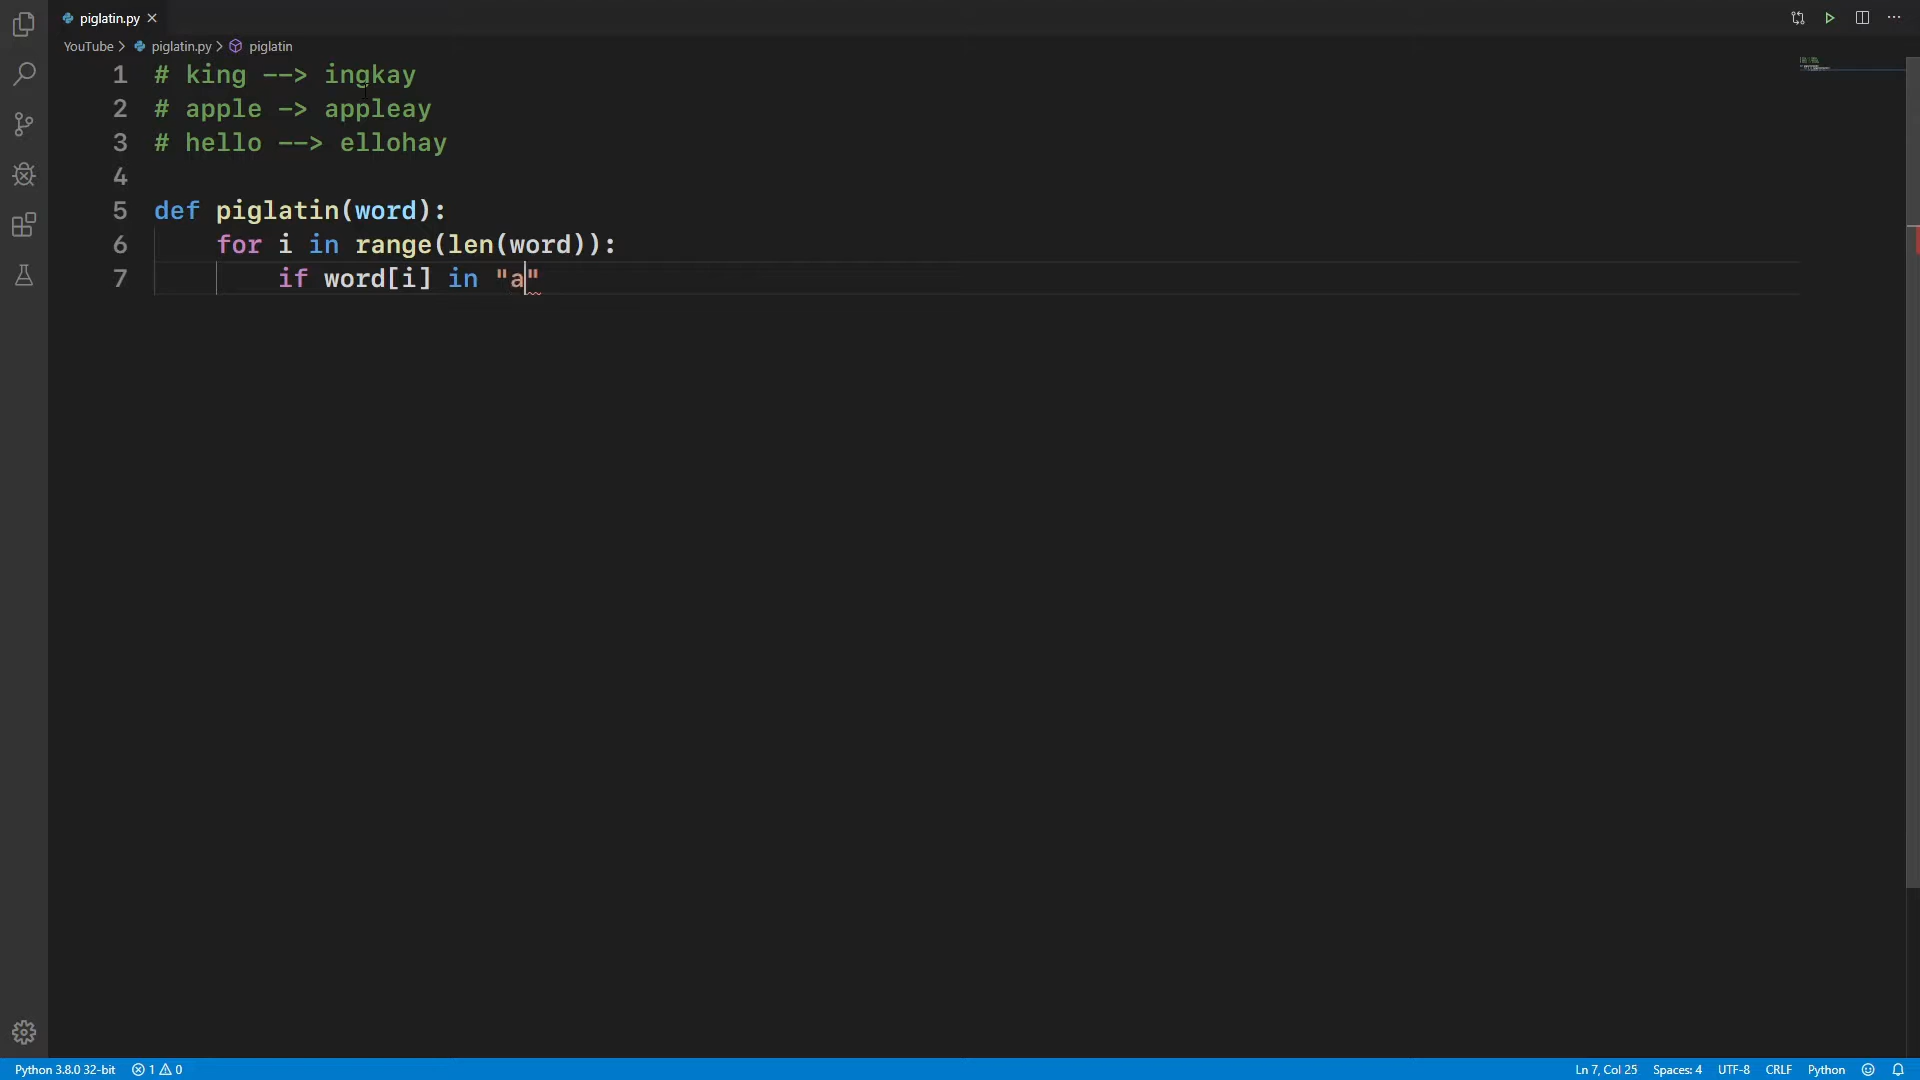 piglatin.py
YouTube > piglatin.py > piglatin
1 # king --> ingkay
2 # apple -> appleay
3 # hello --> ellohay
4
5 def piglatin(word):
6     for i in range(len(word)):
7         if word[i] in "a"
Python 3.8.0 32-bit 1 0 Ln 7, Col 25 Spaces: 4 UTF-8 CRLF Python